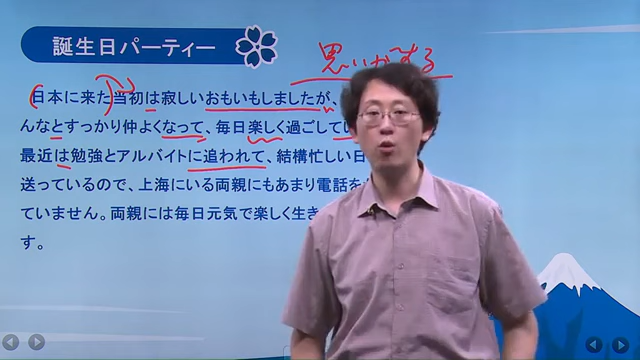 誕生日パーティー
思いがする
日本に来た当初は寂しいおもいもしましたが、
んなとすっかり仲よくなって、毎日楽しく過ごしてい
最近は勉強とアルバイトに追われて、結構忙しい日
送っているので、上海にいる両親にもあまり電話を
ていません。両親には毎日元気で楽しく生き
す。